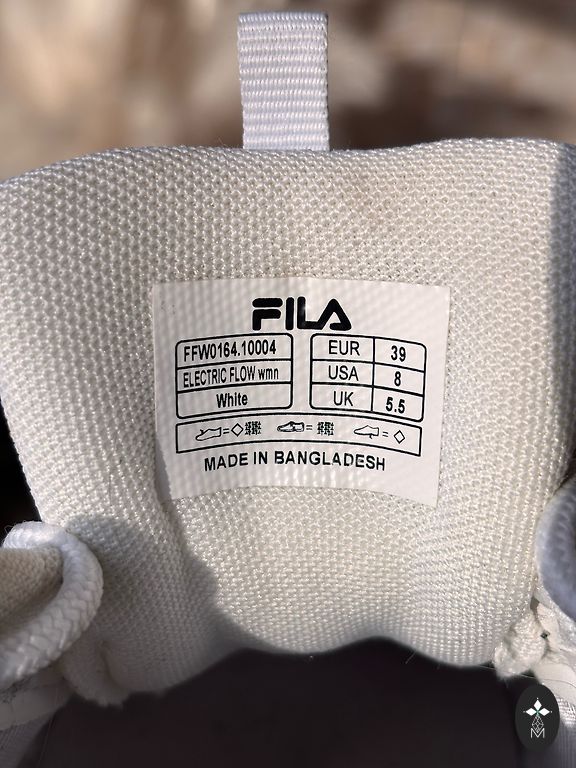 FILA
FFW0164.10004
ELECTRIC FLOW wmn
White
EUR 39
USA 8
UK 5.5
MADE IN BANGLADESH
M